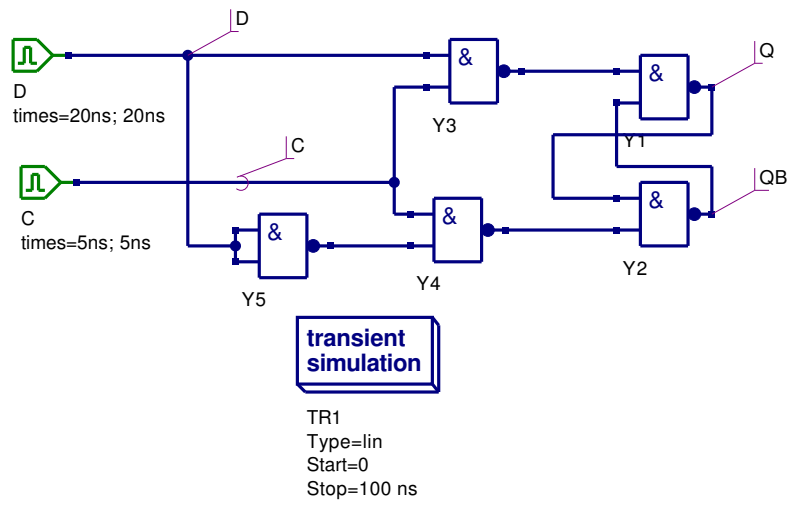 D
Q
&
&
D
times=20ns; 20ns
Y3
Y1
C
QB
&
&
C
times=5ns; 5ns
&
Y5
Y4
Y2
transient
simulation
TR1
Type=lin
Start=0
Stop=100 ns